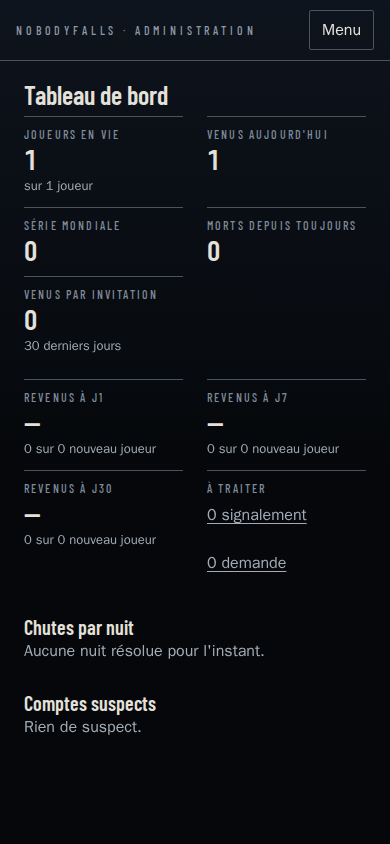 NOBODYFALLS · ADMINISTRATION
Menu
Tableau de bord
JOUEURS EN VIE
1
sur 1 joueur
VENUS AUJOURD'HUI
1
SÉRIE MONDIALE
0
MORTS DEPUIS TOUJOURS
0
VENUS PAR INVITATION
0
30 derniers jours
REVENUS À J1
—
0 sur 0 nouveau joueur
REVENUS À J7
—
0 sur 0 nouveau joueur
REVENUS À J30
—
0 sur 0 nouveau joueur
À TRAITER
0 signalement
0 demande
Chutes par nuit
Aucune nuit résolue pour l'instant.
Comptes suspects
Rien de suspect.